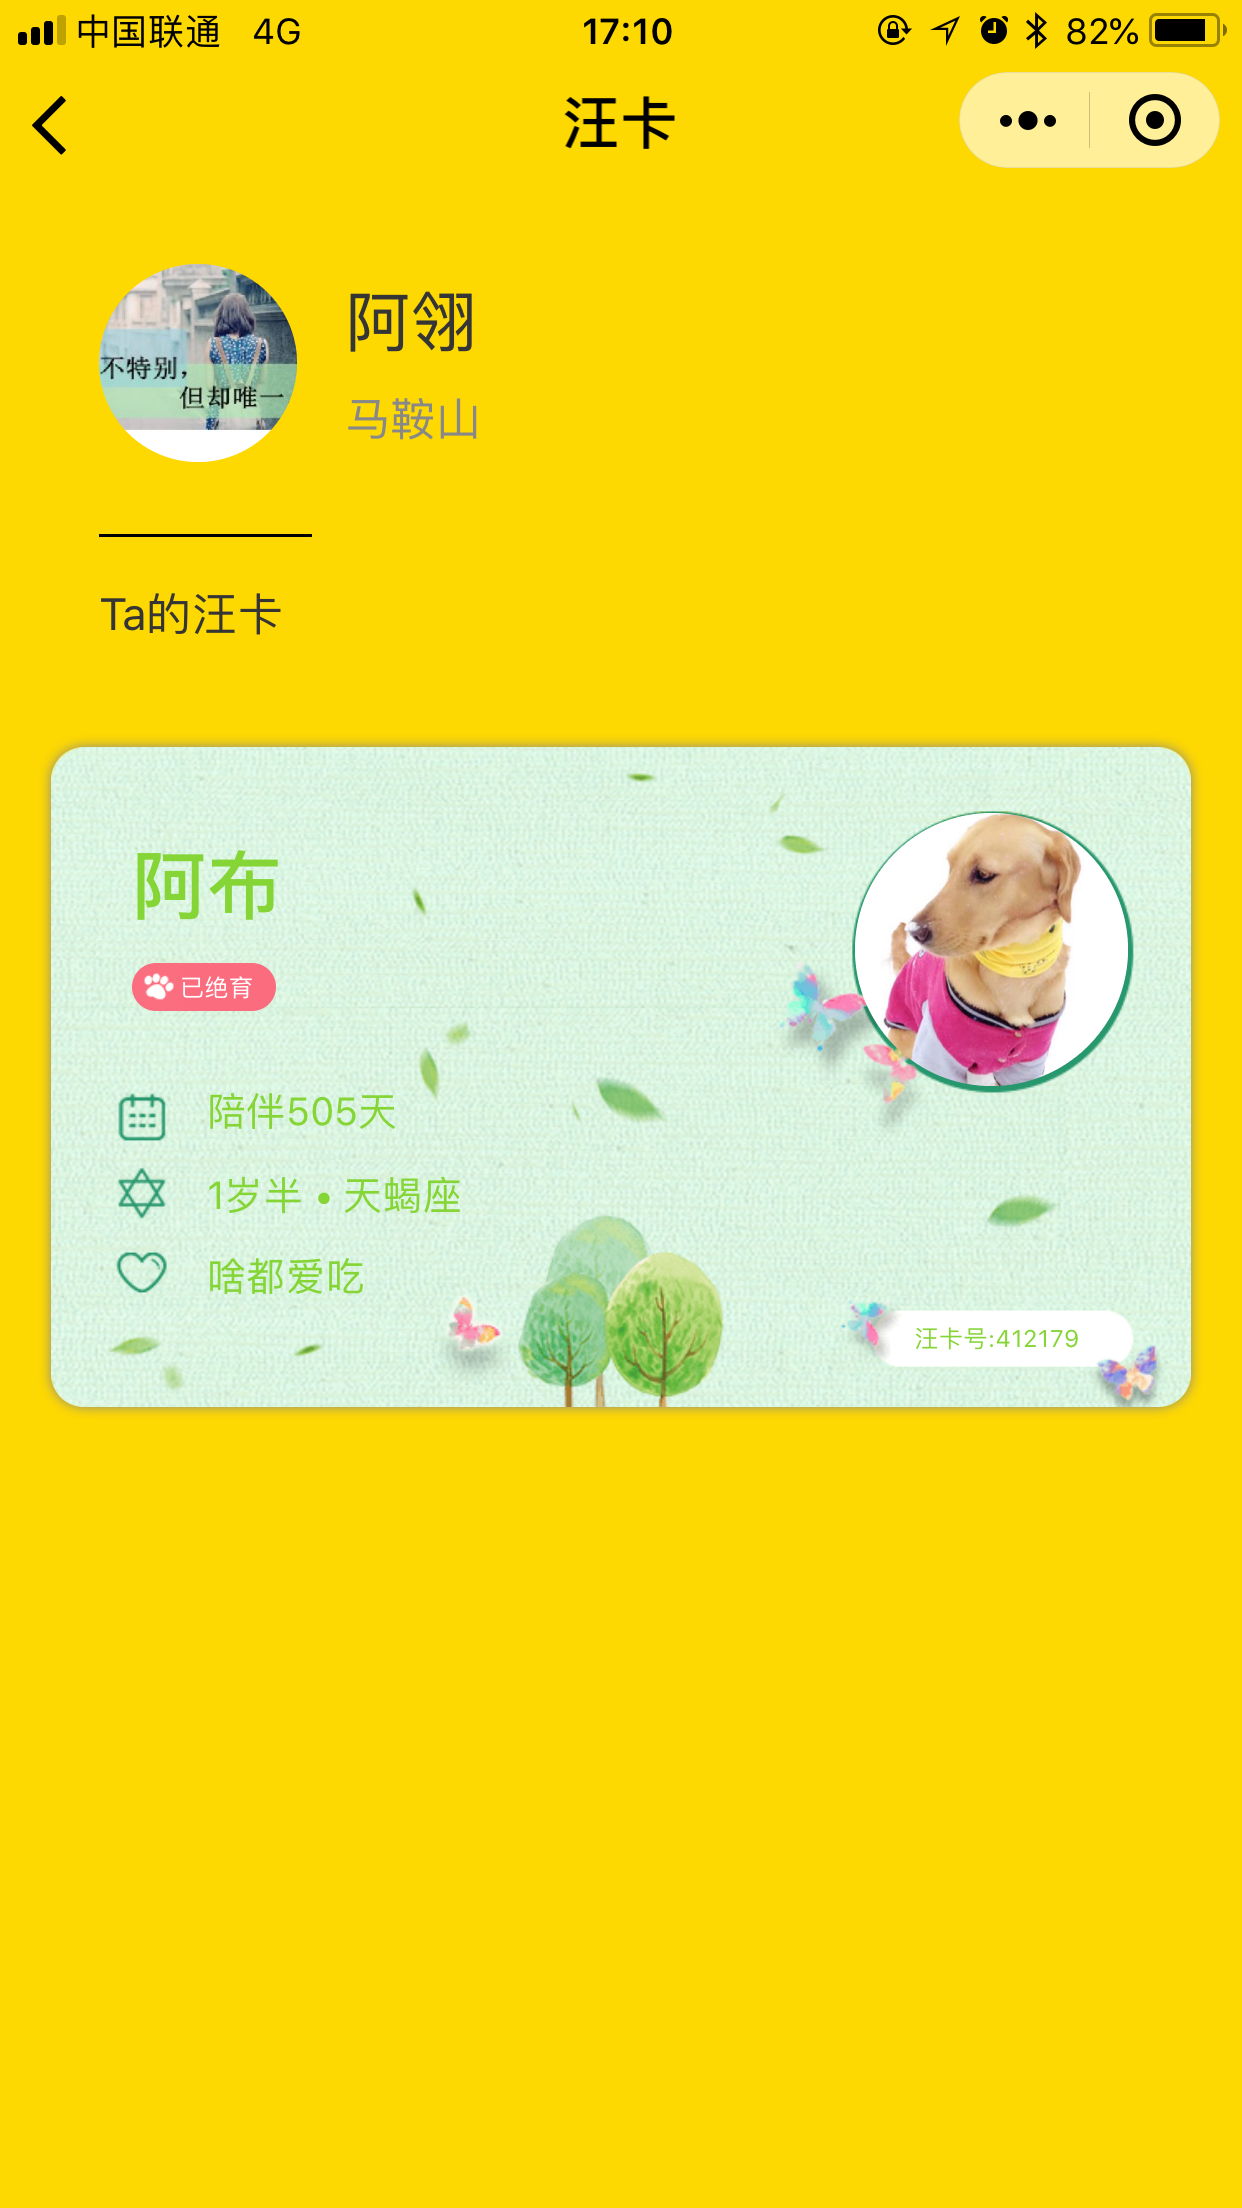 中国联通 4G 17:10 82%
汪卡
阿翎
马鞍山
不特别，
但却唯一
Ta的汪卡
阿布
已绝育
陪伴505天
1岁半 • 天蝎座
啥都爱吃
汪卡号:412179